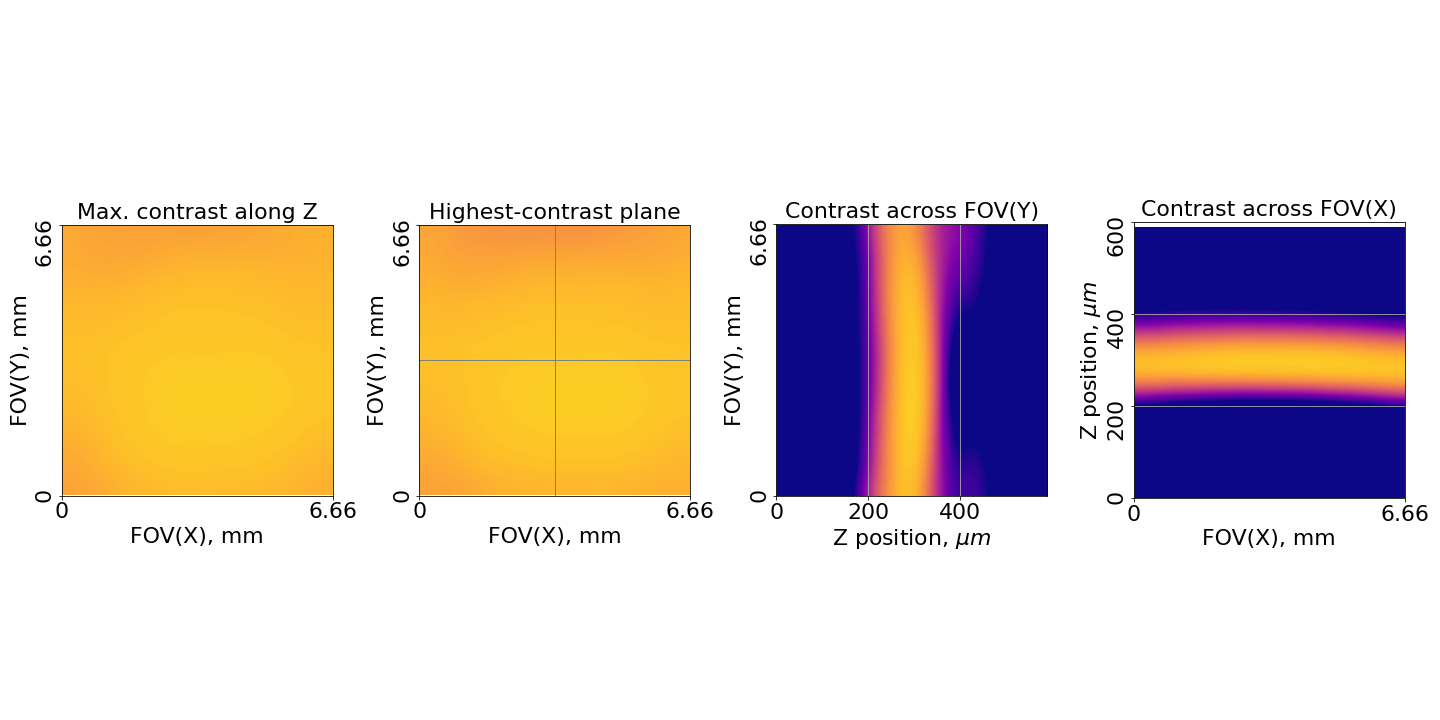 Max. contrast along Z
6.66
0
FOV(Y), mm
0
6.66
FOV(X), mm
Highest-contrast plane
6.66
0
FOV(Y), mm
0
6.66
FOV(X), mm
Contrast across FOV(Y)
6.66
0
FOV(Y), mm
0
200
400
Z position, μm
Contrast across FOV(X)
600
400
200
0
Z position, μm
0
6.66
FOV(X), mm